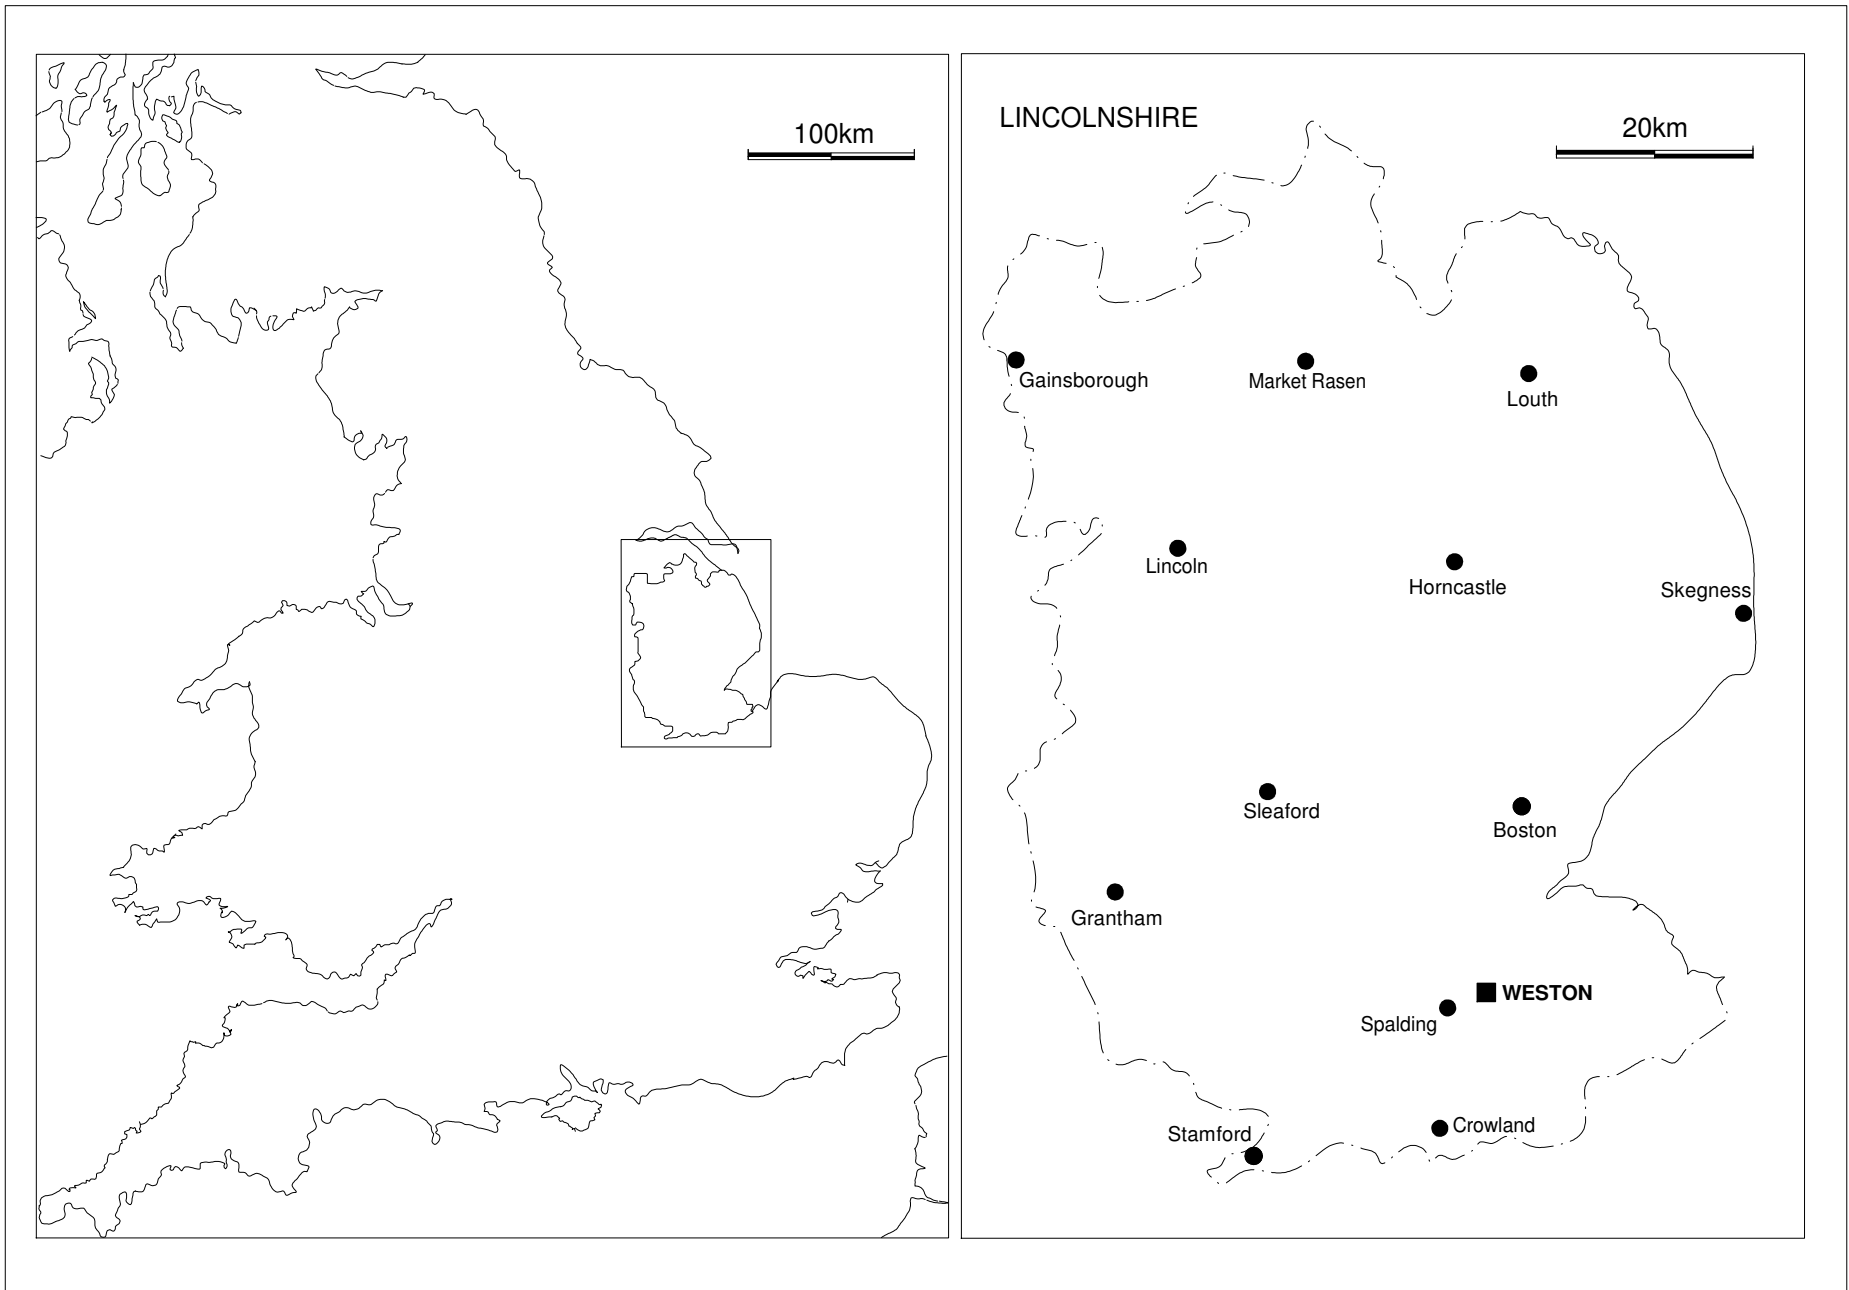 100km
LINCOLNSHIRE
20km
Gainsborough
Market Rasen
Louth
Lincoln
Horncastle
Skegness
Sleaford
Boston
Grantham
WESTON
Spalding
Stamford
Crowland